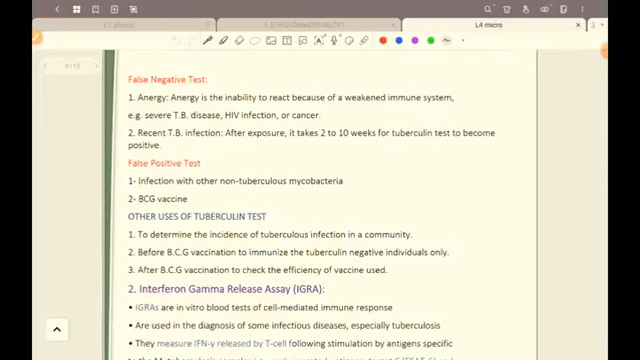 L4 micro
9 / 12
False Negative Test:
1. Anergy: Anergy is the inability to react because of a weakened immune system,
e.g. severe T.B. disease, HIV infection, or cancer.
2. Recent T.B. infection: After exposure, it takes 2 to 10 weeks for tuberculin test to become
positive.
False Positive Test
1- Infection with other non-tuberculous mycobacteria
2- BCG vaccine
OTHER USES OF TUBERCULIN TEST
1. To determine the incidence of tuberculous infection in a community.
2. Before B.C.G vaccination to immunize the tuberculin negative individuals only.
3. After B.C.G vaccination to check the efficiency of vaccine used.
2. Interferon Gamma Release Assay (IGRA):
• IGRAs are in vitro blood tests of cell-mediated immune response
• Are used in the diagnosis of some infectious diseases, especially tuberculosis
• They measure IFN-γ released by T-cell following stimulation by antigens specific